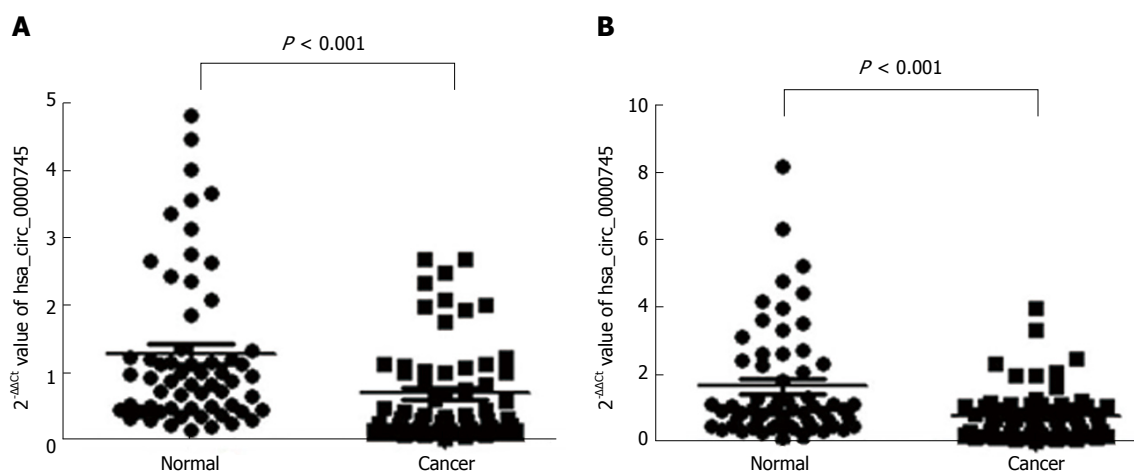 A
P < 0.001
2^-ΔΔCt value of hsa_circ_0000745
5
4
3
2
1
0
Normal Cancer
B
P < 0.001
2^-ΔΔCt value of hsa_circ_0000745
10
8
6
4
2
0
Normal Cancer